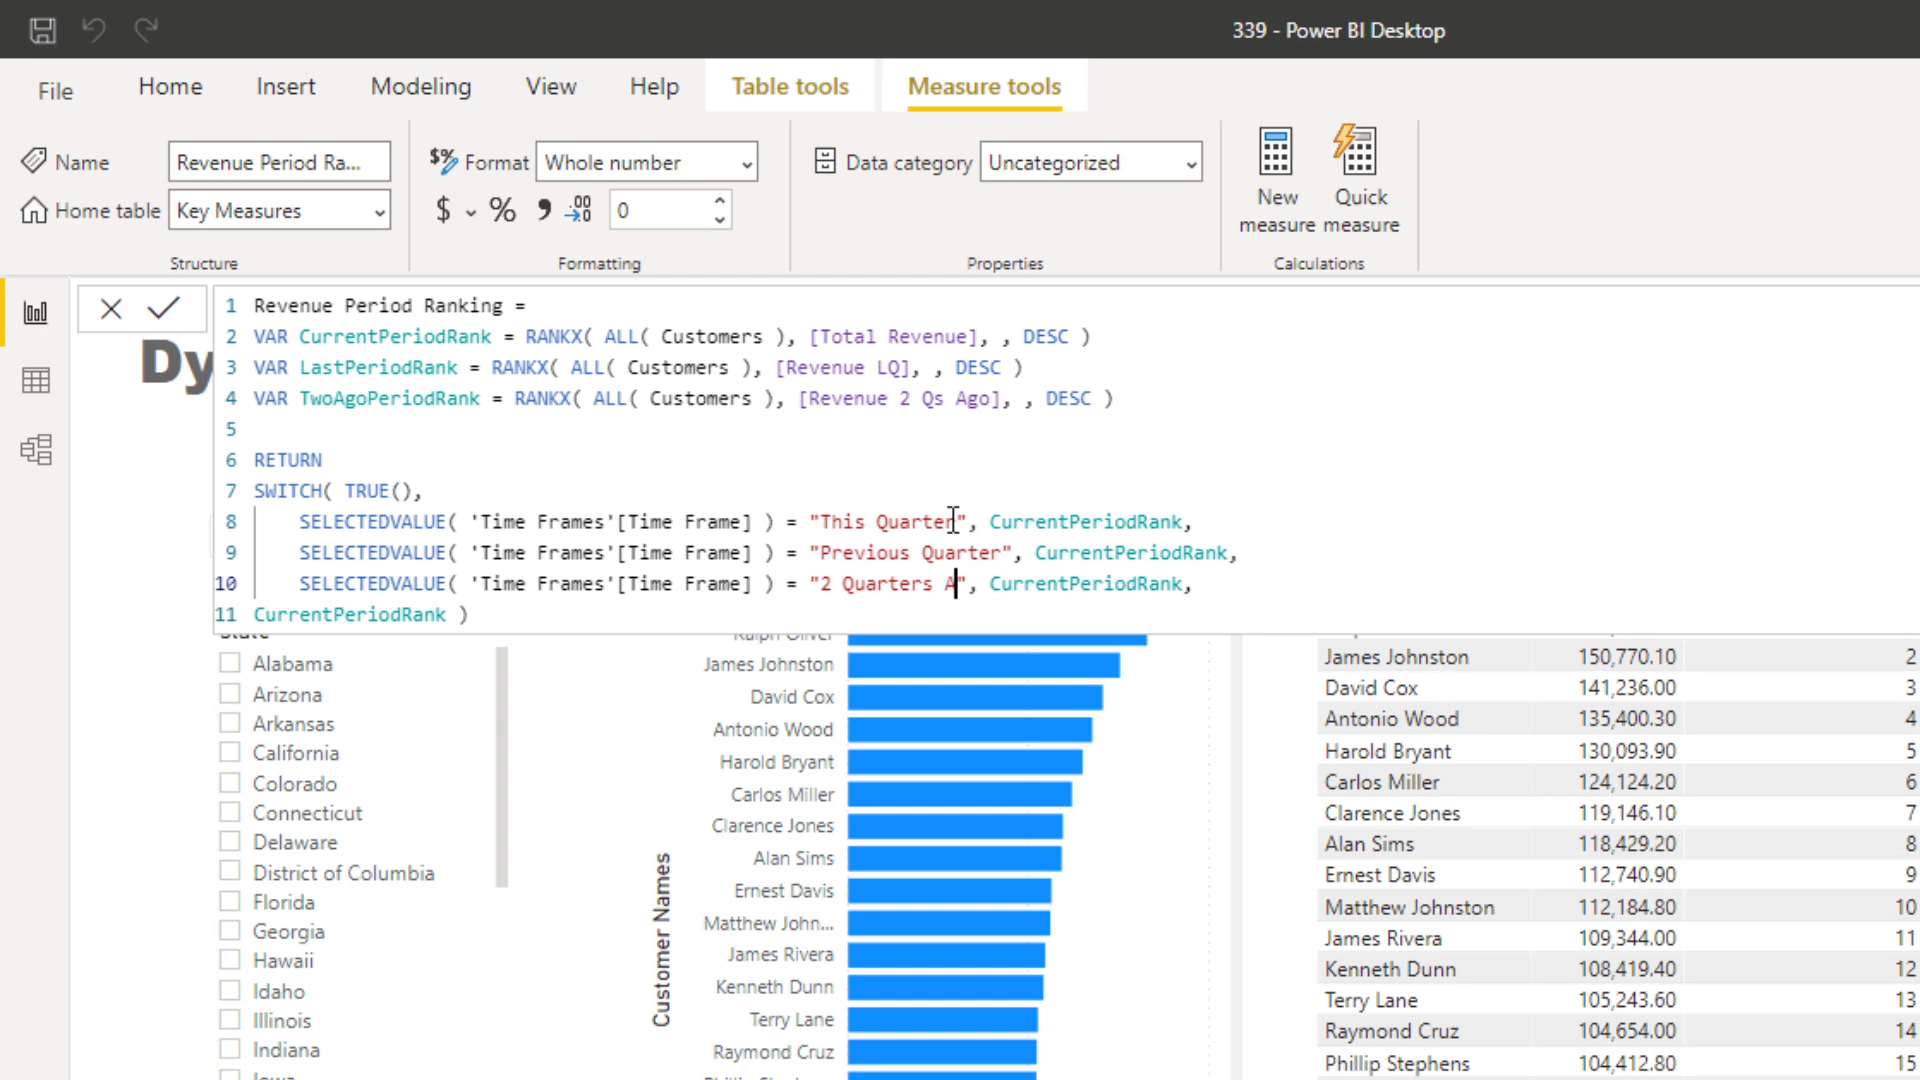 339 - Power BI Desktop
File Home Insert Modeling View Help Table tools Measure tools
Name Revenue Period Ra...
Home table Key Measures
Structure
$% Format Whole number
$ % , .00 0
Formatting
Data category Uncategorized
Properties
New measure
Quick measure
Calculations
Dy
1 Revenue Period Ranking =
2 VAR CurrentPeriodRank = RANKX( ALL( Customers ), [Total Revenue], , DESC )
3 VAR LastPeriodRank = RANKX( ALL( Customers ), [Revenue LQ], , DESC )
4 VAR TwoAgoPeriodRank = RANKX( ALL( Customers ), [Revenue 2 Qs Ago], , DESC )
5
6 RETURN
7 SWITCH( TRUE(),
8 SELECTEDVALUE( 'Time Frames'[Time Frame] ) = "This Quarter", CurrentPeriodRank,
9 SELECTEDVALUE( 'Time Frames'[Time Frame] ) = "Previous Quarter", CurrentPeriodRank,
10 SELECTEDVALUE( 'Time Frames'[Time Frame] ) = "2 Quarters A", CurrentPeriodRank,
11 CurrentPeriodRank )
State
Alabama
Arizona
Arkansas
California
Colorado
Connecticut
Delaware
District of Columbia
Florida
Georgia
Hawaii
Idaho
Illinois
Indiana
Iowa
Customer Names
Ralph Oliver
James Johnston
David Cox
Antonio Wood
Harold Bryant
Carlos Miller
Clarence Jones
Alan Sims
Ernest Davis
Matthew John...
James Rivera
Kenneth Dunn
Terry Lane
Raymond Cruz
James Johnston 150,770.10 2
David Cox 141,236.00 3
Antonio Wood 135,400.30 4
Harold Bryant 130,093.90 5
Carlos Miller 124,124.20 6
Clarence Jones 119,146.10 7
Alan Sims 118,429.20 8
Ernest Davis 112,740.90 9
Matthew Johnston 112,184.80 10
James Rivera 109,344.00 11
Kenneth Dunn 108,419.40 12
Terry Lane 105,243.60 13
Raymond Cruz 104,654.00 14
Phillip Stephens 104,412.80 15